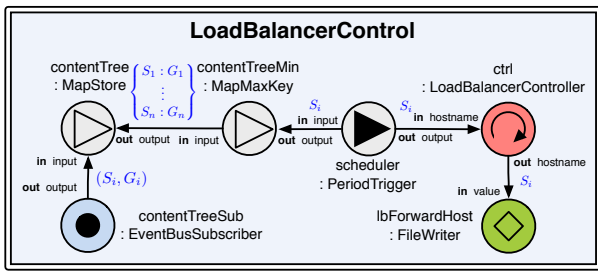 LoadBalancerControl
contentTree
: MapStore
{S₁ : G₁
⋮
Sₙ : Gₙ}
contentTreeMin
: MapMaxKey
ctrl
: LoadBalancerController
Sᵢ
in input
out output
Sᵢ
in hostname
out output
out output
in input
in input
out output
(Sᵢ, Gᵢ)
scheduler
: PeriodTrigger
out hostname
Sᵢ
in value
contentTreeSub
: EventBusSubscriber
lbForwardHost
: FileWriter